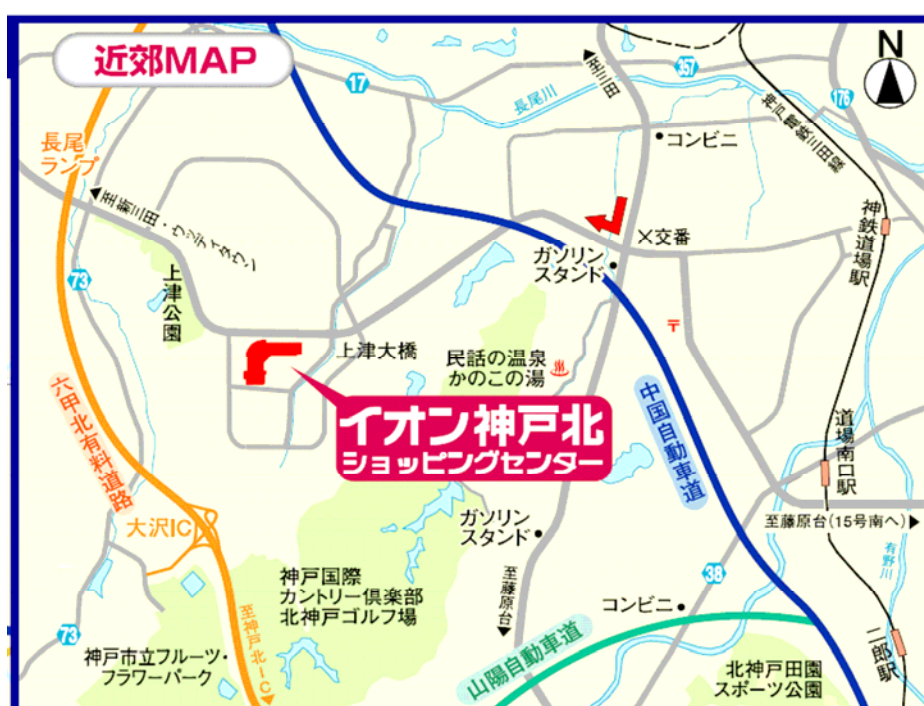 近郊MAP
N
17
357
176
至三田
長尾川
コンビニ
神戸電鉄三田線
長尾
ランプ
至新三田・ウッディタウン
神鉄道場駅
×交番
ガソリン
スタンド
73
上津公園
〒
上津大橋
民話の温泉
かのこの湯
イオン神戸北
ショッピングセンター
六甲北有料道路
中国自動車道
道場南口駅
大沢IC
ガソリン
スタンド
至藤原台(15号南へ)
有野川
神戸国際
カントリー倶楽部
北神戸ゴルフ場
至藤原台
38
コンビニ
73
至神戸北IC
神戸市立フルーツ・
フラワーパーク
山陽自動車道
北神戸田園
スポーツ公園
二郎駅